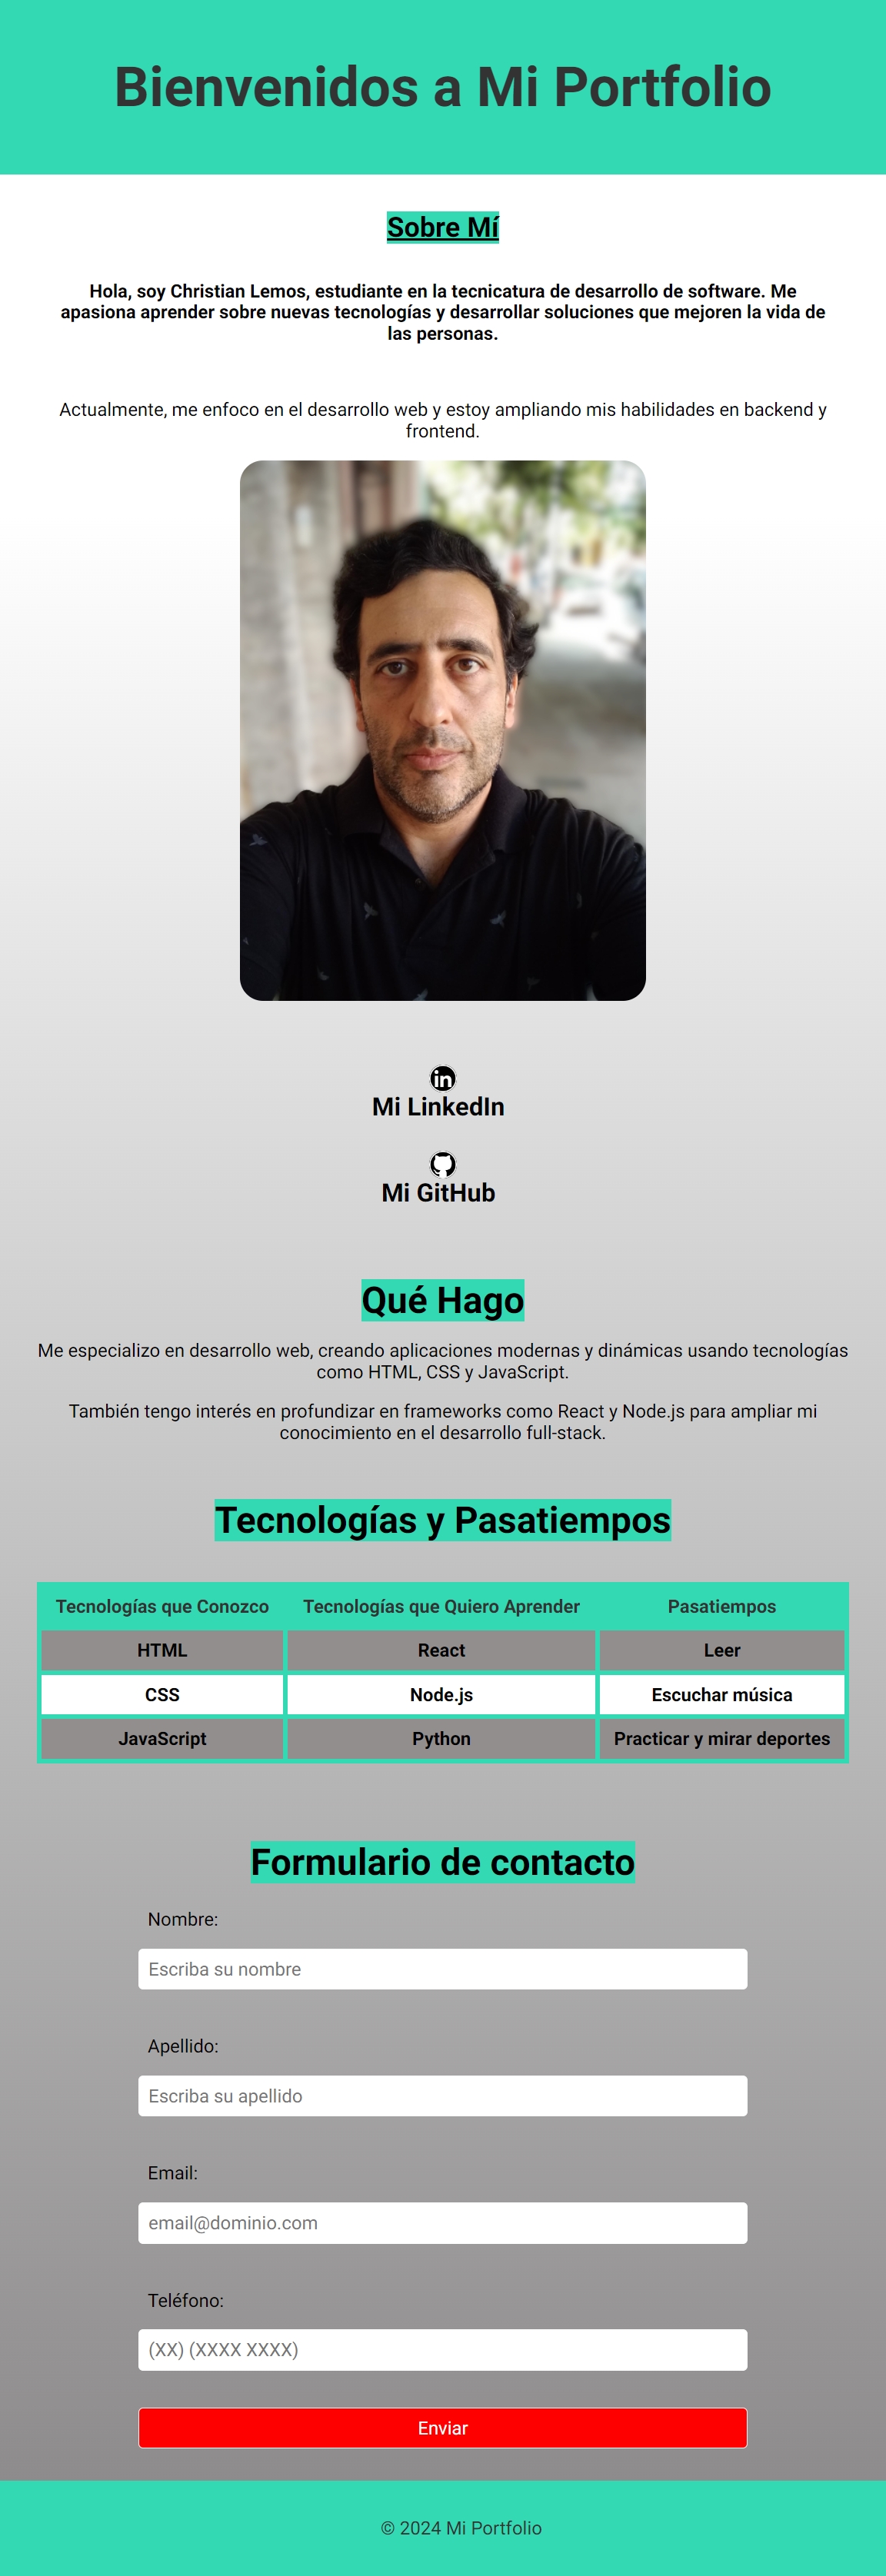 Bienvenidos a Mi Portfolio
Sobre Mí
Hola, soy Christian Lemos, estudiante en la tecnicatura de desarrollo de software. Me
apasiona aprender sobre nuevas tecnologías y desarrollar soluciones que mejoren la vida de
las personas.
Actualmente, me enfoco en el desarrollo web y estoy ampliando mis habilidades en backend y
frontend.
in
Mi LinkedIn
Mi GitHub
Qué Hago
Me especializo en desarrollo web, creando aplicaciones modernas y dinámicas usando tecnologías
como HTML, CSS y JavaScript.
También tengo interés en profundizar en frameworks como React y Node.js para ampliar mi
conocimiento en el desarrollo full-stack.
Tecnologías y Pasatiempos
Tecnologías que Conozco Tecnologías que Quiero Aprender Pasatiempos
HTML React Leer
CSS Node.js Escuchar música
JavaScript Python Practicar y mirar deportes
Formulario de contacto
Nombre:
Escriba su nombre
Apellido:
Escriba su apellido
Email:
email@dominio.com
Teléfono:
(XX) (XXXX XXXX)
Enviar
© 2024 Mi Portfolio